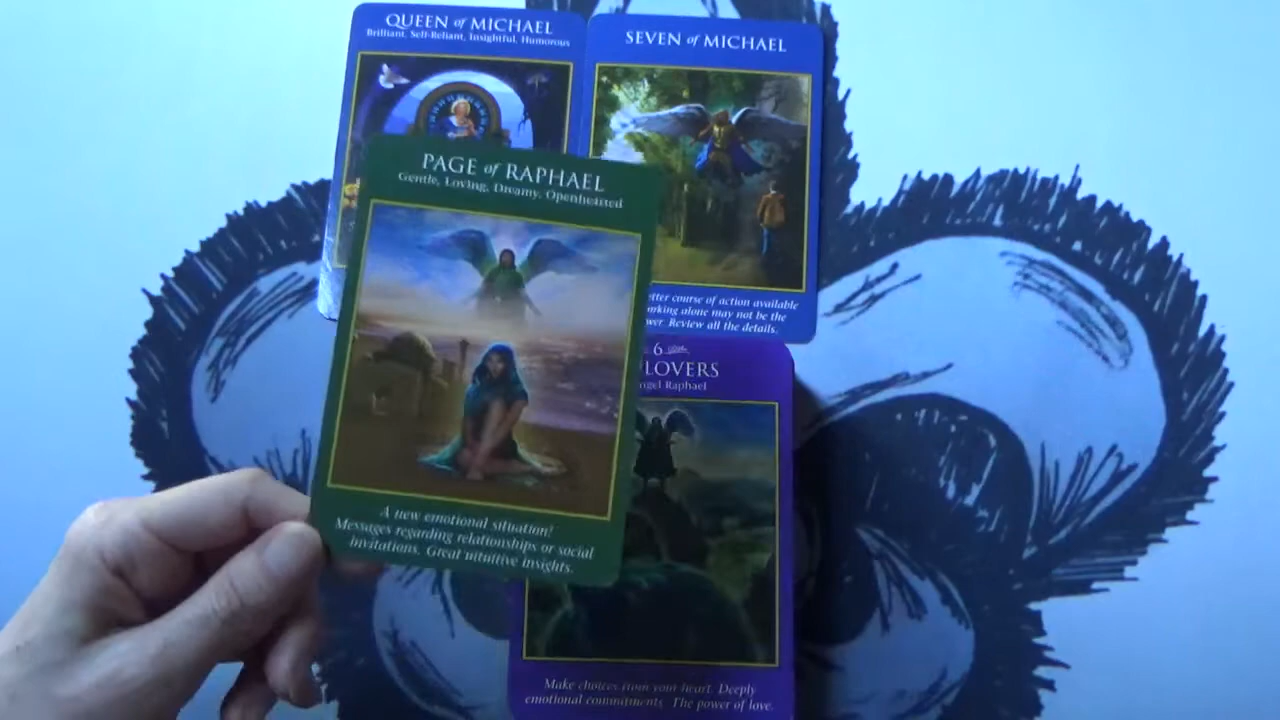 QUEEN of MICHAEL
Brilliant, Self-Reliant, Insightful, Humorous
SEVEN of MICHAEL
etter course of action available
rking alone may not be the
wer. Review all the details.
PAGE of RAPHAEL
Gentle, Loving, Dreamy, Openhearted
A new emotional situation!
Messages regarding relationships or social
invitations. Great intuitive insights.
6
LOVERS
ngel Raphael
Make choices from your heart. Deeply
emotional commitments. The power of love.